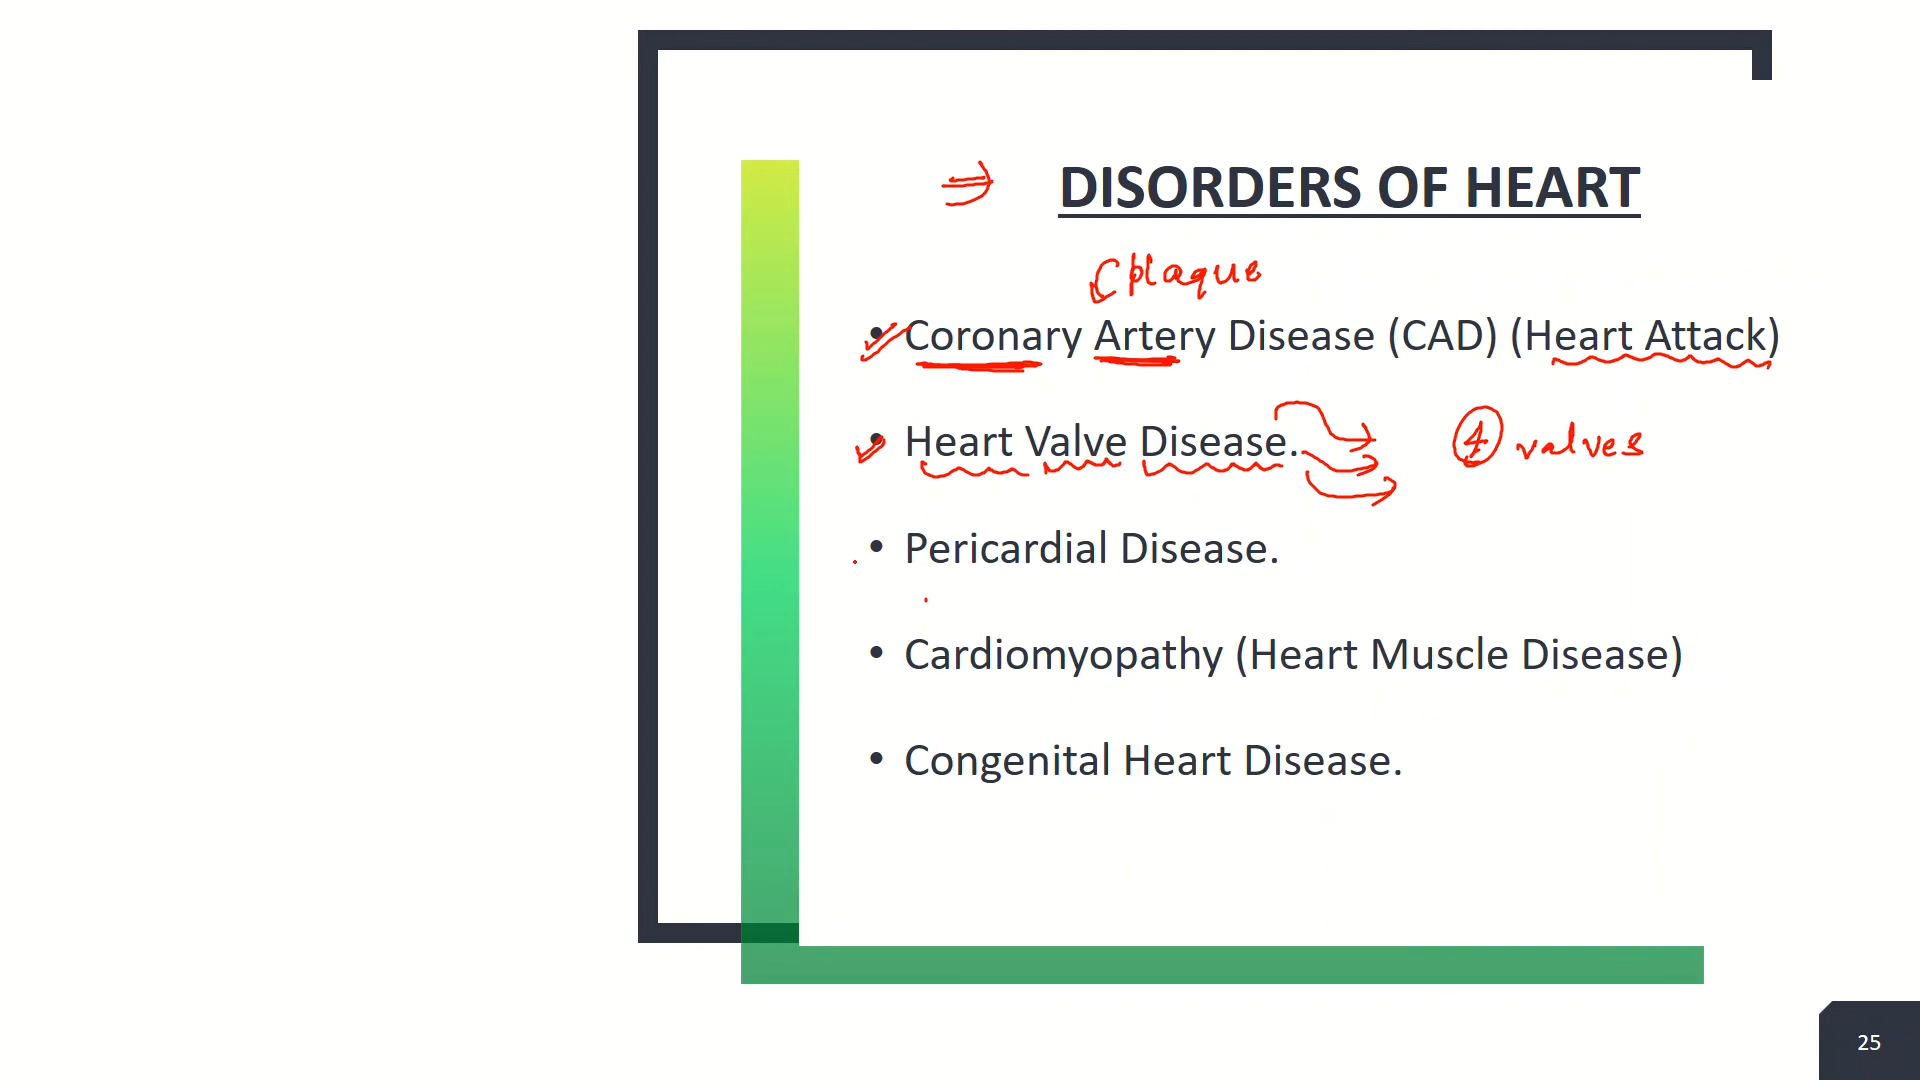 ⇒ DISORDERS OF HEART
plaque
• Coronary Artery Disease (CAD) (Heart Attack)
• Heart Valve Disease. 4 valves
• Pericardial Disease.
• Cardiomyopathy (Heart Muscle Disease)
• Congenital Heart Disease.
25